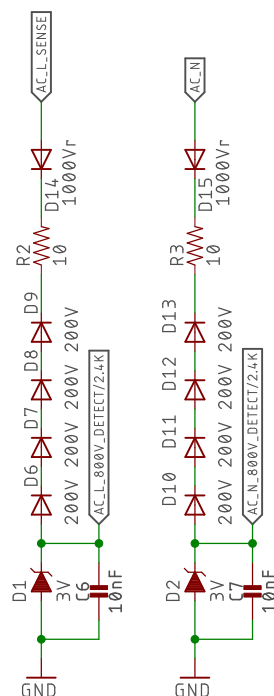 AC_L_SENSE
D14
1000Vr
R2
10
D9
200V
D8
200V
D7
200V
D6
200V
AC_L_800V_DETECT/2.4K
D1
3V
C6
10nF
GND
AC_N
D15
1000Vr
R3
10
D13
200V
D12
200V
D11
200V
D10
200V
AC_N_800V_DETECT/2.4K
D2
3V
C7
10nF
GND